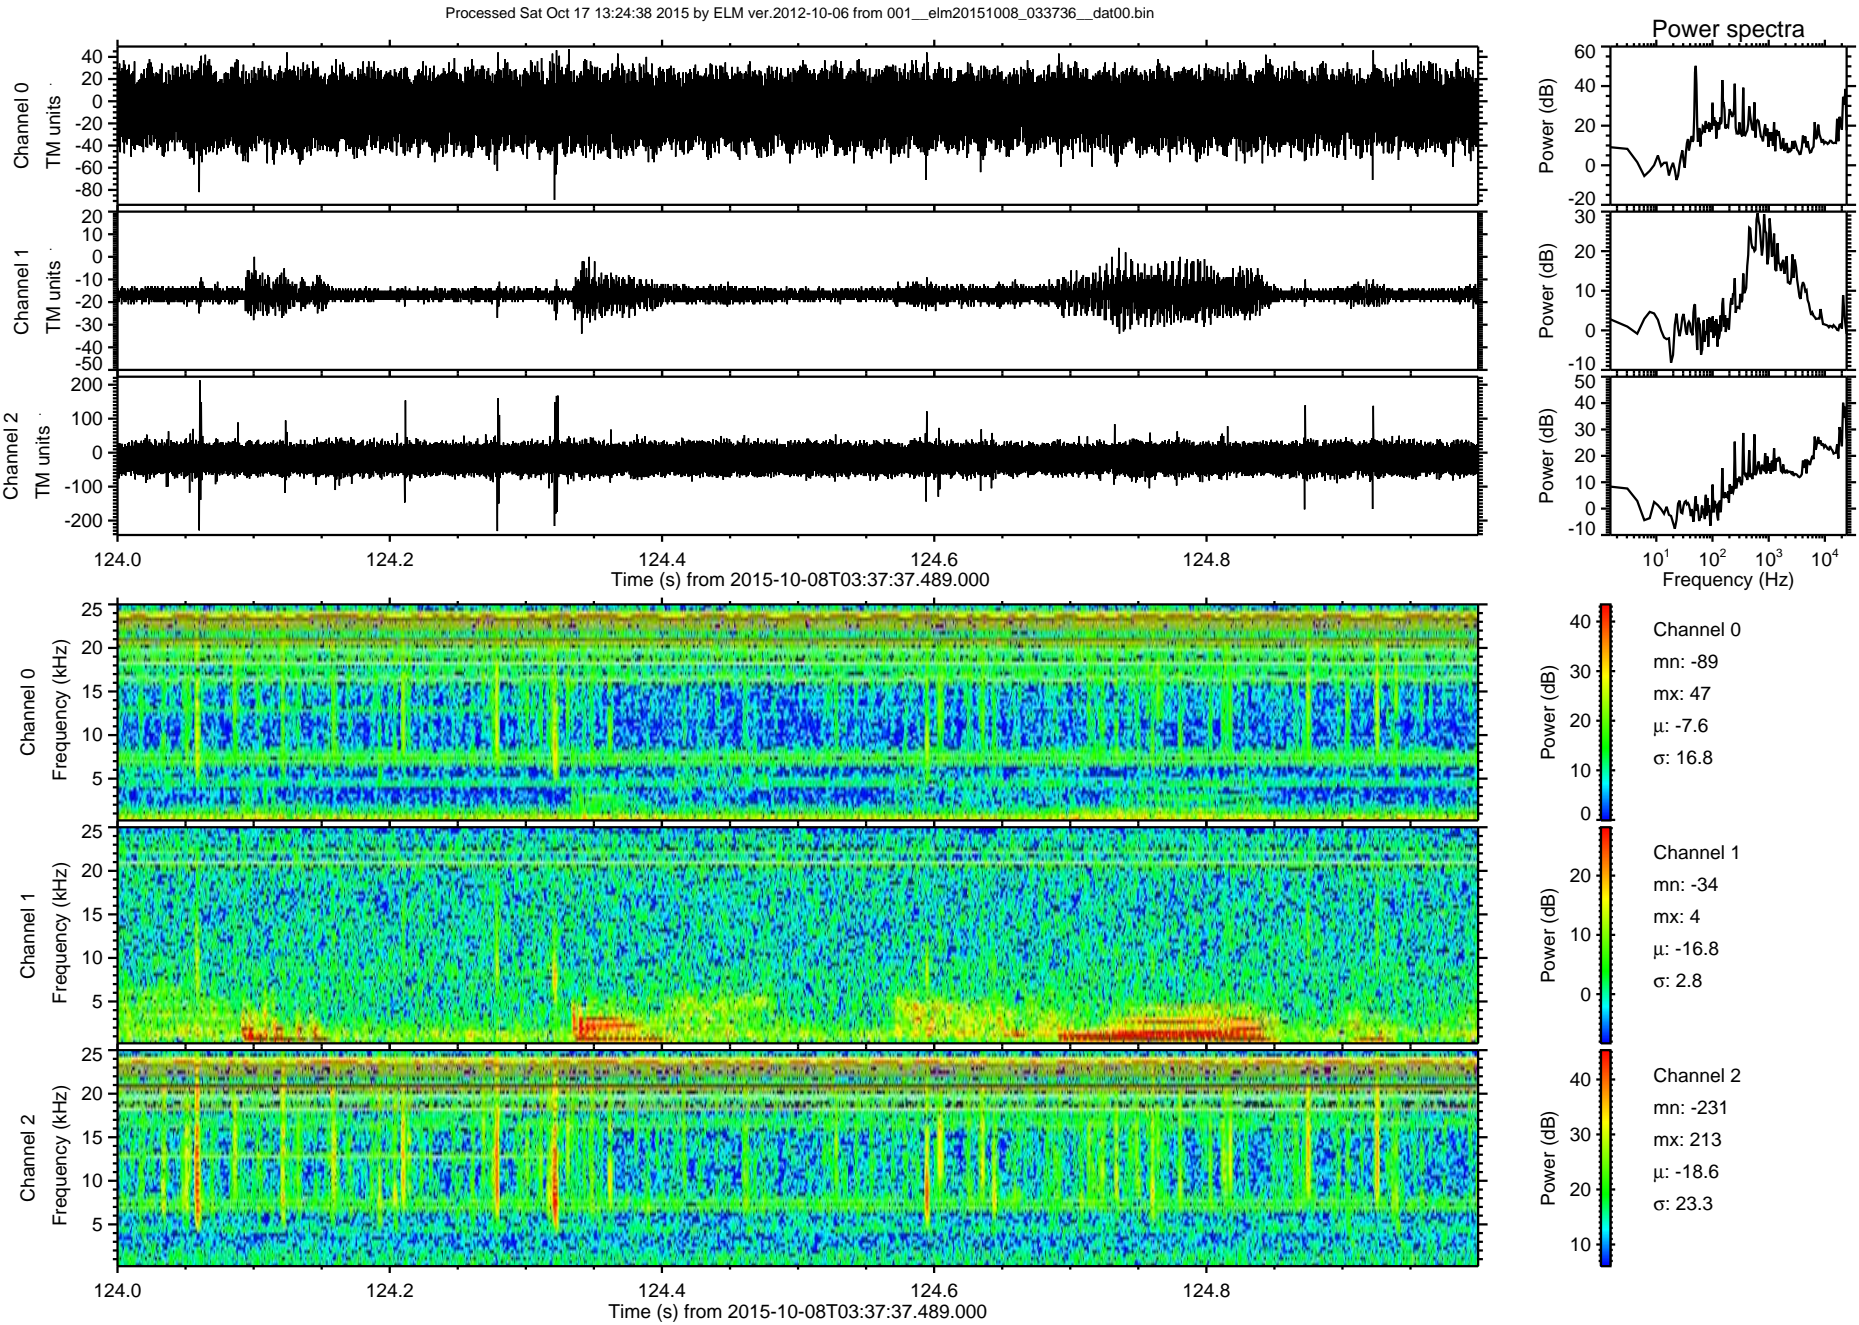 Processed Sat Oct 17 13:24:38 2015 by ELM ver.2012-10-06 from 001__elm20151008_033736__dat00.bin
Power spectra
Channel 0
TM units
40
20
0
-20
-40
-60
-80
Power (dB)
60
40
20
0
-20
Channel 1
TM units
20
10
0
-10
-20
-30
-40
-50
Power (dB)
30
20
10
0
-10
Channel 2
TM units
200
100
0
-100
-200
Power (dB)
50
40
30
20
10
0
-10
124.0 124.2 124.4 124.6 124.8
Time (s) from 2015-10-08T03:37:37.489.000
10¹ 10² 10³ 10⁴
Frequency (Hz)
Channel 0
Frequency (kHz)
25
20
15
10
5
Power (dB)
40
30
20
10
0
Channel 0
mn: -89
mx: 47
μ: -7.6
σ: 16.8
Channel 1
Frequency (kHz)
25
20
15
10
5
Power (dB)
20
10
0
Channel 1
mn: -34
mx: 4
μ: -16.8
σ: 2.8
Channel 2
Frequency (kHz)
25
20
15
10
5
Power (dB)
40
30
20
10
Channel 2
mn: -231
mx: 213
μ: -18.6
σ: 23.3
124.0 124.2 124.4 124.6 124.8
Time (s) from 2015-10-08T03:37:37.489.000